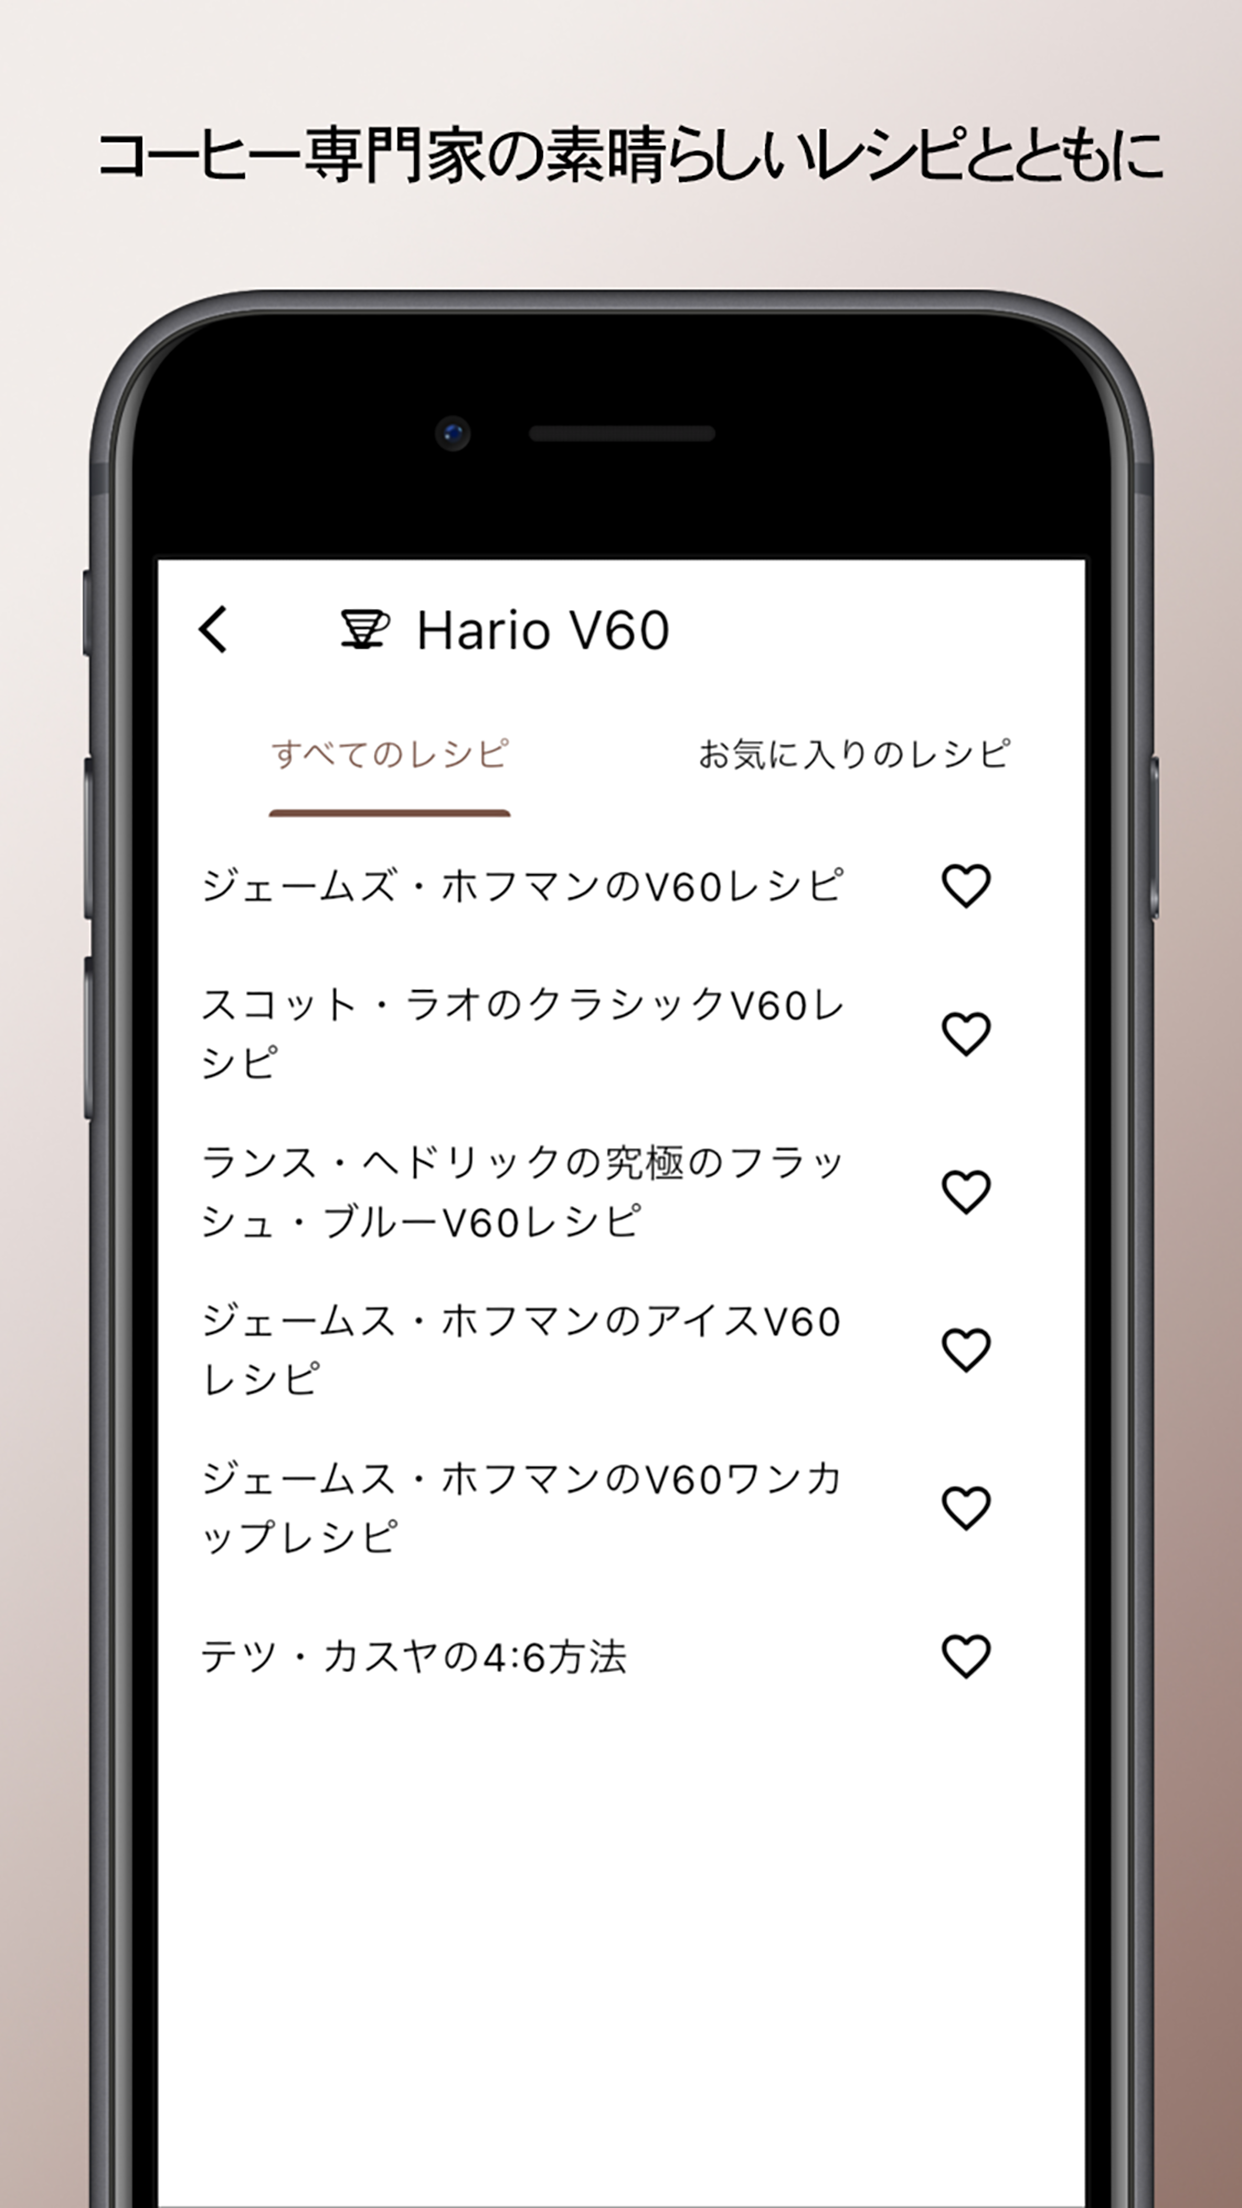 コーヒー専門家の素晴らしいレシピとともに
Hario V60
すべてのレシピ
お気に入りのレシピ
ジェームズ・ホフマンのV60レシピ
スコット・ラオのクラシックV60レ
シピ
ランス・ヘドリックの究極のフラッ
シュ・ブルーV60レシピ
ジェームス・ホフマンのアイスV60
レシピ
ジェームス・ホフマンのV60ワンカ
ップレシピ
テツ・カスヤの4:6方法